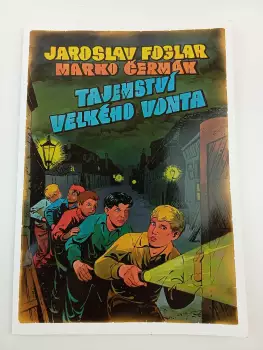 JAROSLAV FOGLAR
MARKO ČERMÁK
TAJEMSTVÍ
VELKÉHO VONTA